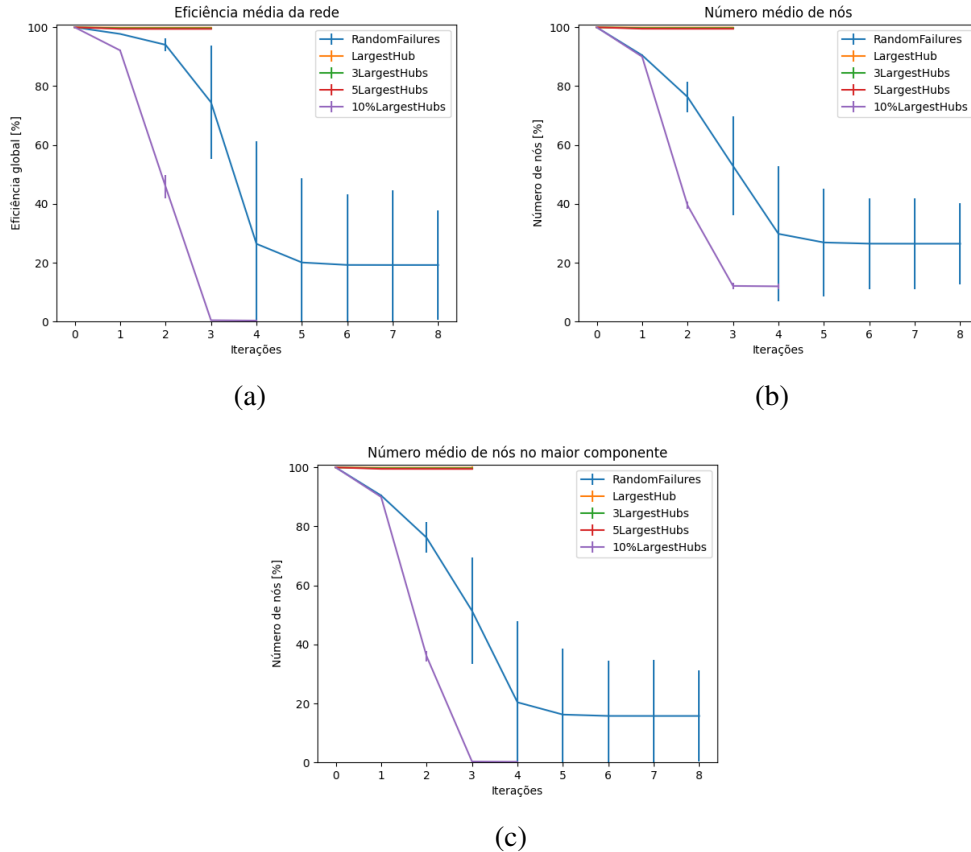 Eficiência média da rede
100
80
60
40
20
0
Eficiência global [%]
RandomFailures
LargestHub
3LargestHubs
5LargestHubs
10%LargestHubs
0 1 2 3 4 5 6 7 8
Iterações
(a)
Número médio de nós
100
80
60
40
20
0
Número de nós [%]
RandomFailures
LargestHub
3LargestHubs
5LargestHubs
10%LargestHubs
0 1 2 3 4 5 6 7 8
Iterações
(b)
Número médio de nós no maior componente
100
80
60
40
20
0
Número de nós [%]
RandomFailures
LargestHub
3LargestHubs
5LargestHubs
10%LargestHubs
0 1 2 3 4 5 6 7 8
Iterações
(c)